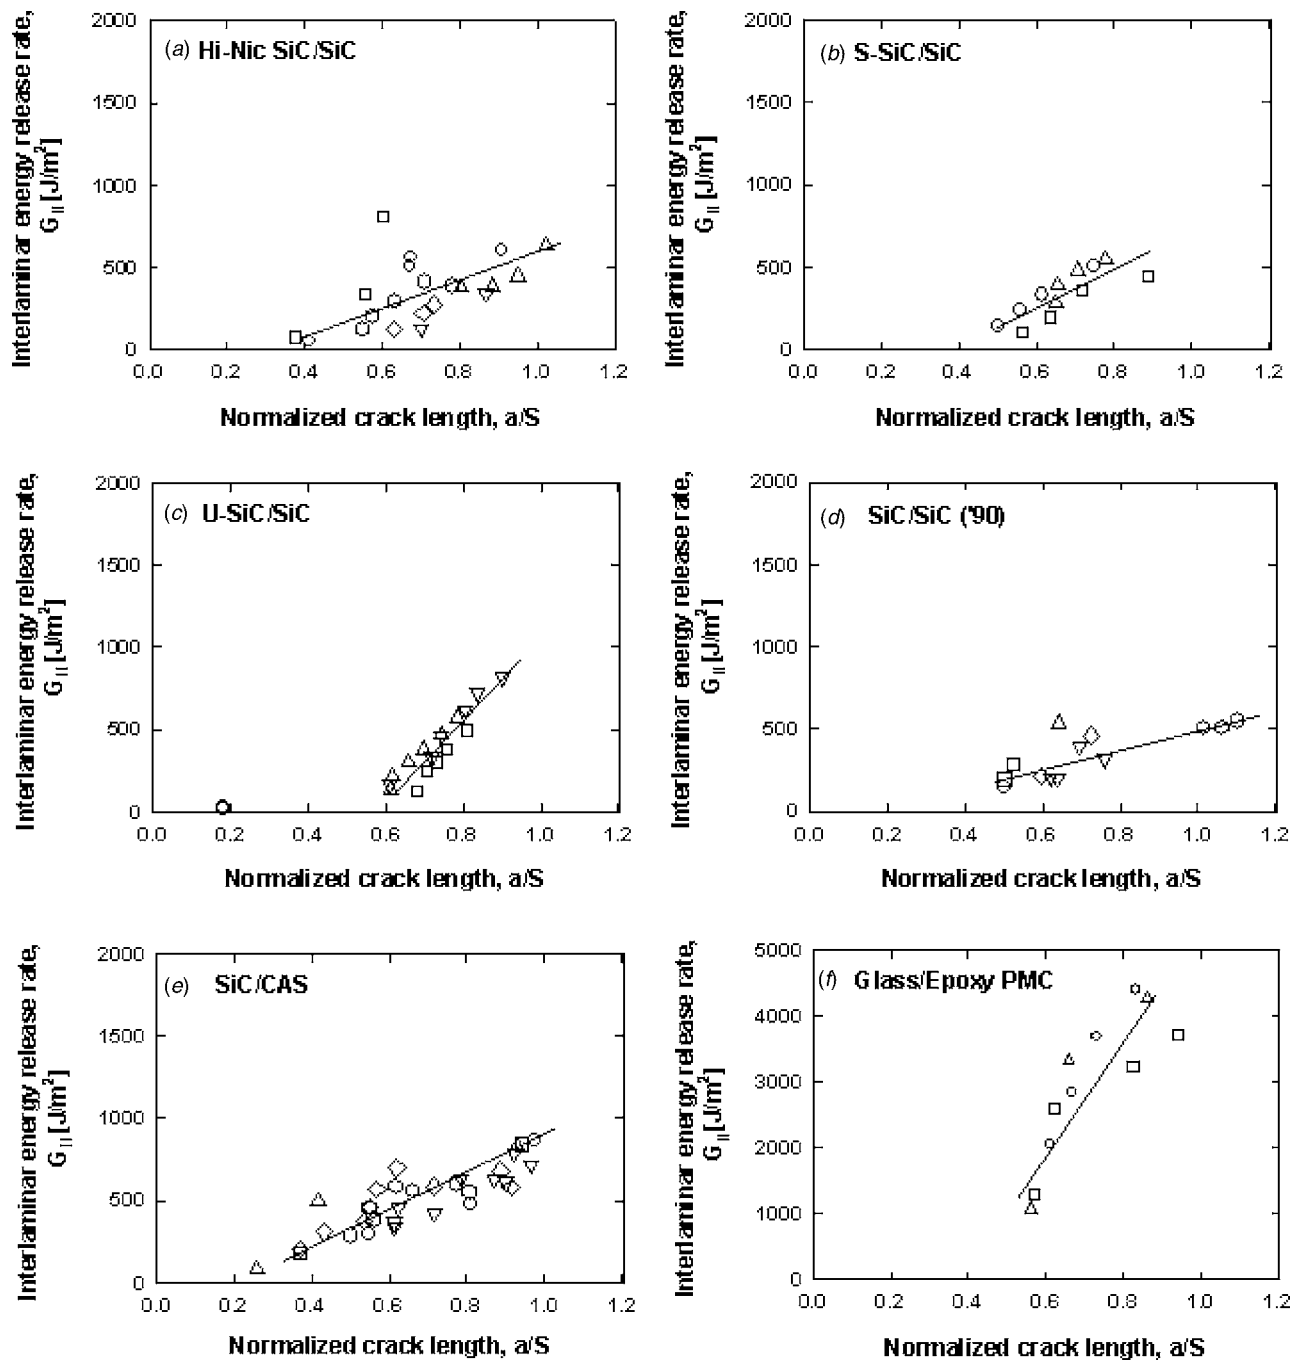 Interlaminar energy release rate,
G_II [J/m²]
(a) Hi-Nic SiC/SiC
2000
1500
1000
500
0
0.0 0.2 0.4 0.6 0.8 1.0 1.2
Normalized crack length, a/S
Interlaminar energy release rate,
G_II [J/m²]
(b) S-SiC/SiC
2000
1500
1000
500
0
0.0 0.2 0.4 0.6 0.8 1.0 1.2
Normalized crack length, a/S
Interlaminar energy release rate,
G_II [J/m²]
(c) U-SiC/SiC
2000
1500
1000
500
0
0.0 0.2 0.4 0.6 0.8 1.0 1.2
Normalized crack length, a/S
Interlaminar energy release rate,
G_II [J/m²]
(d) SiC/SiC ('90)
2000
1500
1000
500
0
0.0 0.2 0.4 0.6 0.8 1.0 1.2
Normalized crack length, a/S
Interlaminar energy release rate,
G_II [J/m²]
(e) SiC/CAS
2000
1500
1000
500
0
0.0 0.2 0.4 0.6 0.8 1.0 1.2
Normalized crack length, a/S
Interlaminar energy release rate,
G_II [J/m²]
(f) Glass/Epoxy PMC
5000
4000
3000
2000
1000
0
0.0 0.2 0.4 0.6 0.8 1.0 1.2
Normalized crack length, a/S